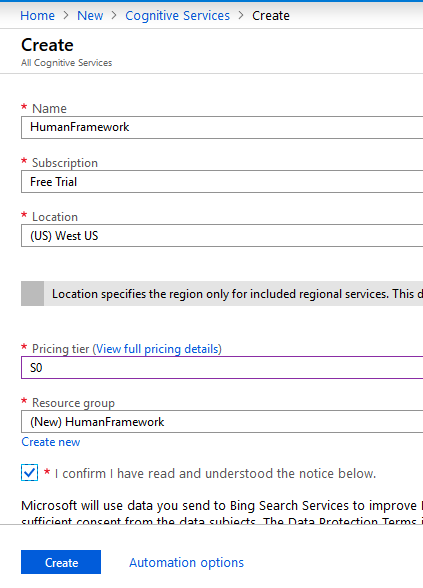 Home > New > Cognitive Services > Create
Create
All Cognitive Services
* Name
HumanFramework
* Subscription
Free Trial
* Location
(US) West US
Location specifies the region only for included regional services. This d
* Pricing tier (View full pricing details)
S0
* Resource group
(New) HumanFramework
Create new
* I confirm I have read and understood the notice below.
Microsoft will use data you send to Bing Search Services to improve
sufficient consent from the data subjects. The Data Protection Terms i
Create Automation options